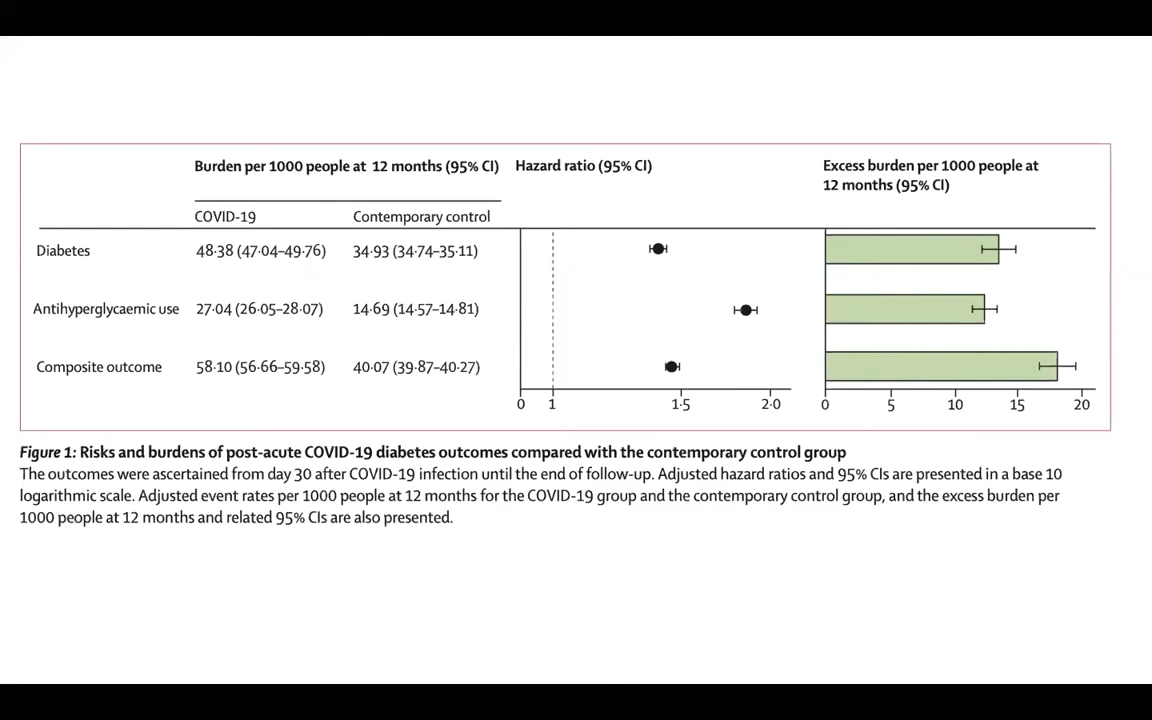 Burden per 1000 people at 12 months (95% CI) Hazard ratio (95% CI) Excess burden per 1000 people at
12 months (95% CI)
COVID-19 Contemporary control
Diabetes 48·38 (47·04–49·76) 34·93 (34·74–35·11)
Antihyperglycaemic use 27·04 (26·05–28·07) 14·69 (14·57–14·81)
Composite outcome 58·10 (56·66–59·58) 40·07 (39·87–40·27)
0 1 1·5 2·0 0 5 10 15 20
Figure 1: Risks and burdens of post-acute COVID-19 diabetes outcomes compared with the contemporary control group
The outcomes were ascertained from day 30 after COVID-19 infection until the end of follow-up. Adjusted hazard ratios and 95% CIs are presented in a base 10
logarithmic scale. Adjusted event rates per 1000 people at 12 months for the COVID-19 group and the contemporary control group, and the excess burden per
1000 people at 12 months and related 95% CIs are also presented.